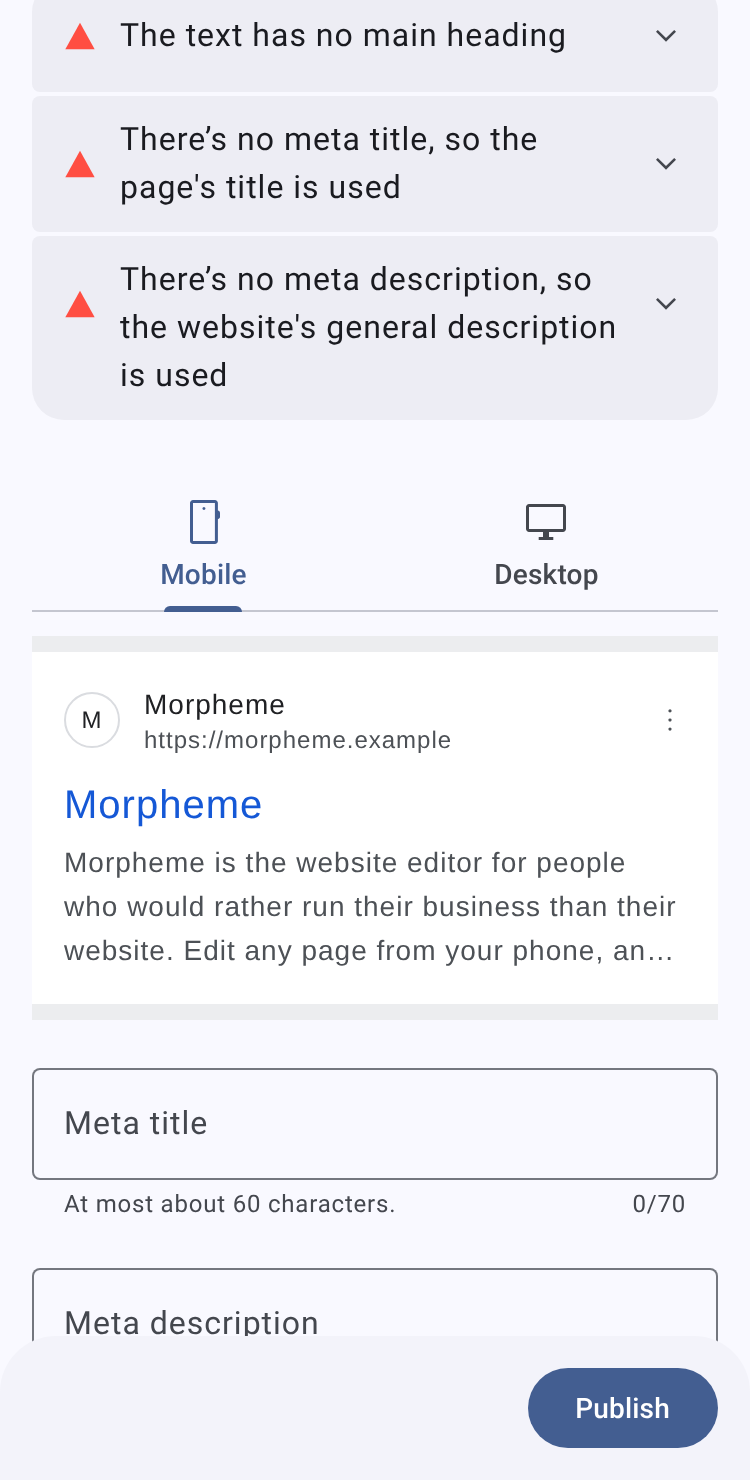 The text has no main heading
There’s no meta title, so the
page's title is used
There’s no meta description, so
the website's general description
is used
Mobile
Desktop
M
Morpheme
https://morpheme.example
Morpheme
Morpheme is the website editor for people
who would rather run their business than their
website. Edit any page from your phone, an…
Meta title
At most about 60 characters.
0/70
Meta description
Publish